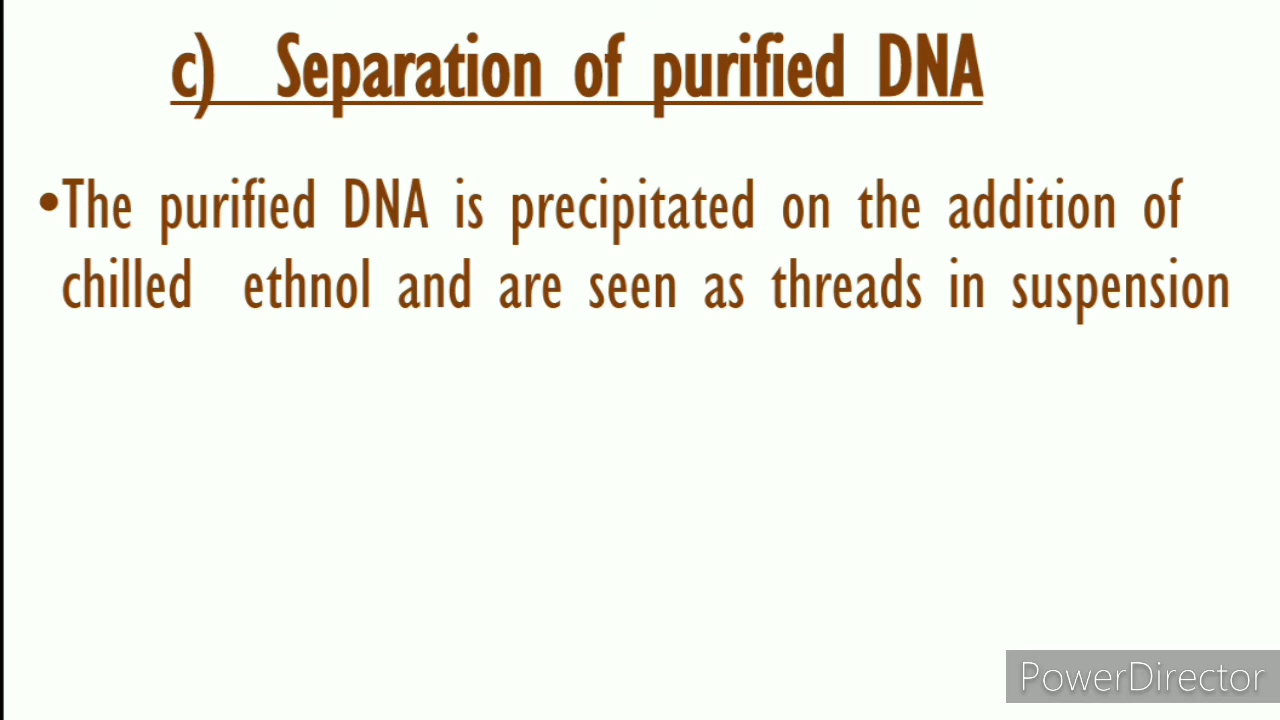 c) Separation of purified DNA
•The purified DNA is precipitated on the addition of
chilled ethnol and are seen as threads in suspension
PowerDirector